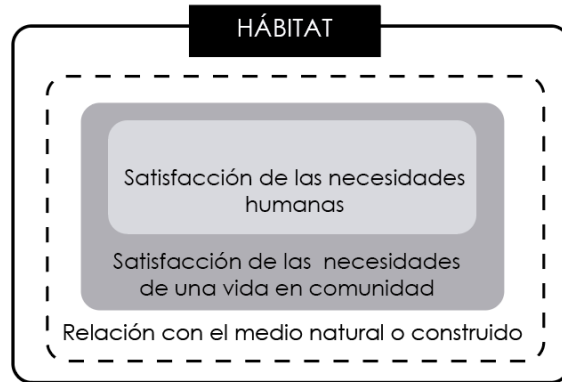 HÁBITAT
Satisfacción de las necesidades
humanas
Satisfacción de las necesidades
de una vida en comunidad
Relación con el medio natural o construido